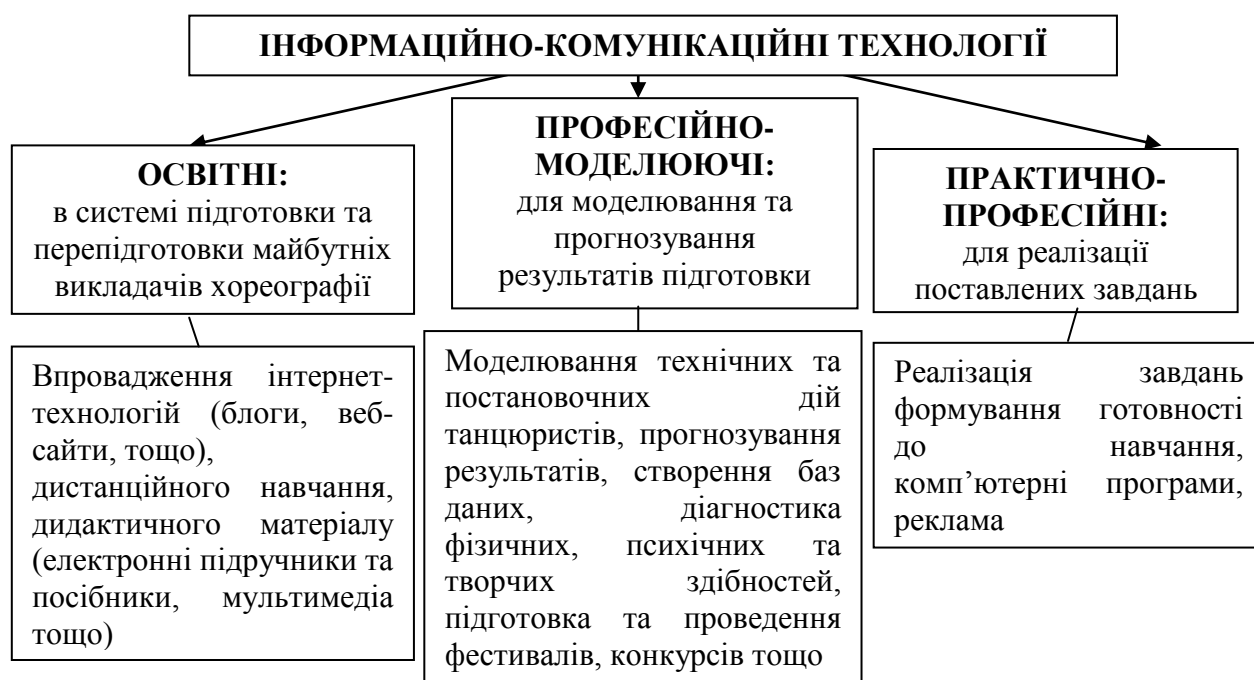 ІНФОРМАЦІЙНО-КОМУНІКАЦІЙНІ ТЕХНОЛОГІЇ
ОСВІТНІ:
в системі підготовки та
перепідготовки майбутніх
викладачів хореографії
ПРОФЕСІЙНО-
МОДЕЛЮЮЧІ:
для моделювання та
прогнозування
результатів підготовки
ПРАКТИЧНО-
ПРОФЕСІЙНІ:
для реалізації
поставлених завдань
Впровадження інтернет-
технологій (блоги, веб-
сайти, тощо),
дистанційного навчання,
дидактичного матеріалу
(електронні підручники та
посібники, мультимедіа
тощо)
Моделювання технічних та
постановочних дій
танцюристів, прогнозування
результатів, створення баз
даних, діагностика
фізичних, психічних та
творчих здібностей,
підготовка та проведення
фестивалів, конкурсів тощо
Реалізація завдань
формування готовності
до навчання,
комп’ютерні програми,
реклама